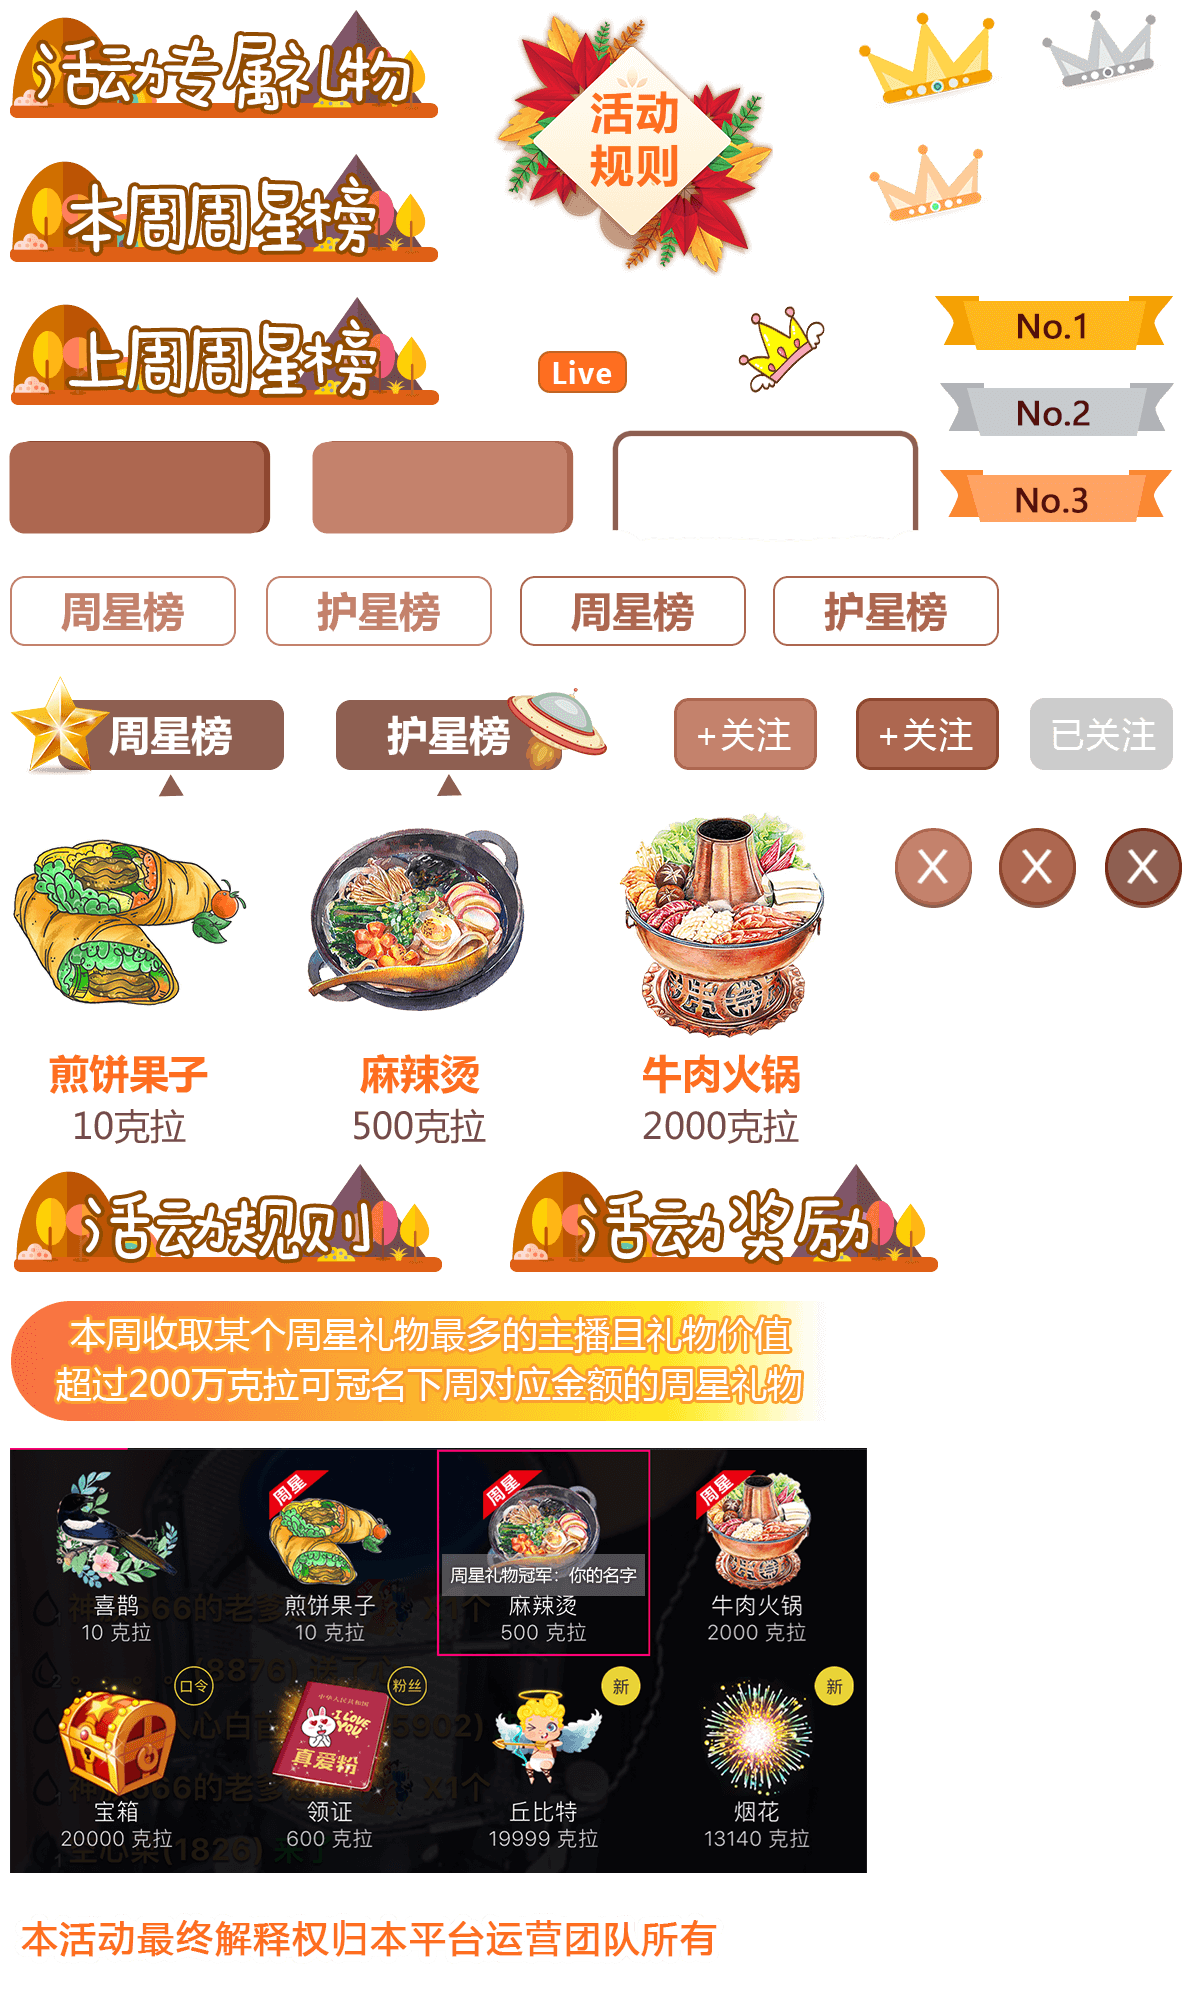 活动专属礼物
活动
规则
本周周星榜
上周周星榜
Live
No.1
No.2
No.3
周星榜
护星榜
周星榜
护星榜
周星榜
护星榜
+关注
+关注
已关注
X
X
X
煎饼果子
麻辣烫
牛肉火锅
10克拉
500克拉
2000克拉
活动规则
活动奖励
本周收取某个周星礼物最多的主播且礼物价值
超过200万克拉可冠名下周对应金额的周星礼物
周星
周星
周星
周星礼物冠军：你的名字
喜鹊
煎饼果子
麻辣烫
牛肉火锅
10 克拉
10 克拉
500 克拉
2000 克拉
口令
粉丝
新
新
中华人民共和国
I LOVE
YOU
真爱粉
宝箱
领证
丘比特
烟花
20000 克拉
600 克拉
19999 克拉
13140 克拉
本活动最终解释权归本平台运营团队所有